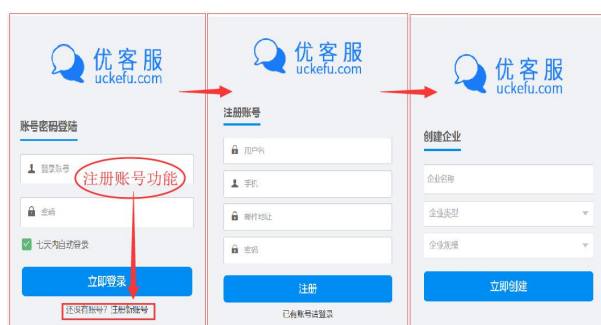 优客服
uckefu.com
账号密码登陆
登录账号
注册账号功能
密码
七天内自动登录
立即登录
还没有账号？注册新账号
优客服
uckefu.com
注册账号
用户名
手机
邮件地址
密码
注册
已有账号请登录
优客服
uckefu.com
创建企业
企业名称
企业类型
企业规模
立即创建